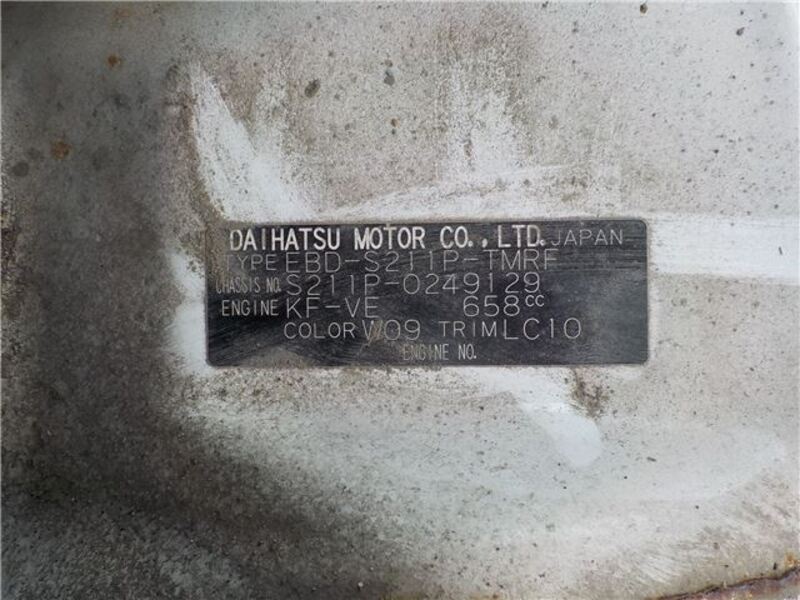 DAIHATSU MOTOR CO., LTD. JAPAN
TYPE EBD-S211P-TMRF
CHASSIS NO. S211P-0249129
ENGINE KF-VE 658cc
COLOR W09 TRIM LC10
ENGINE NO.